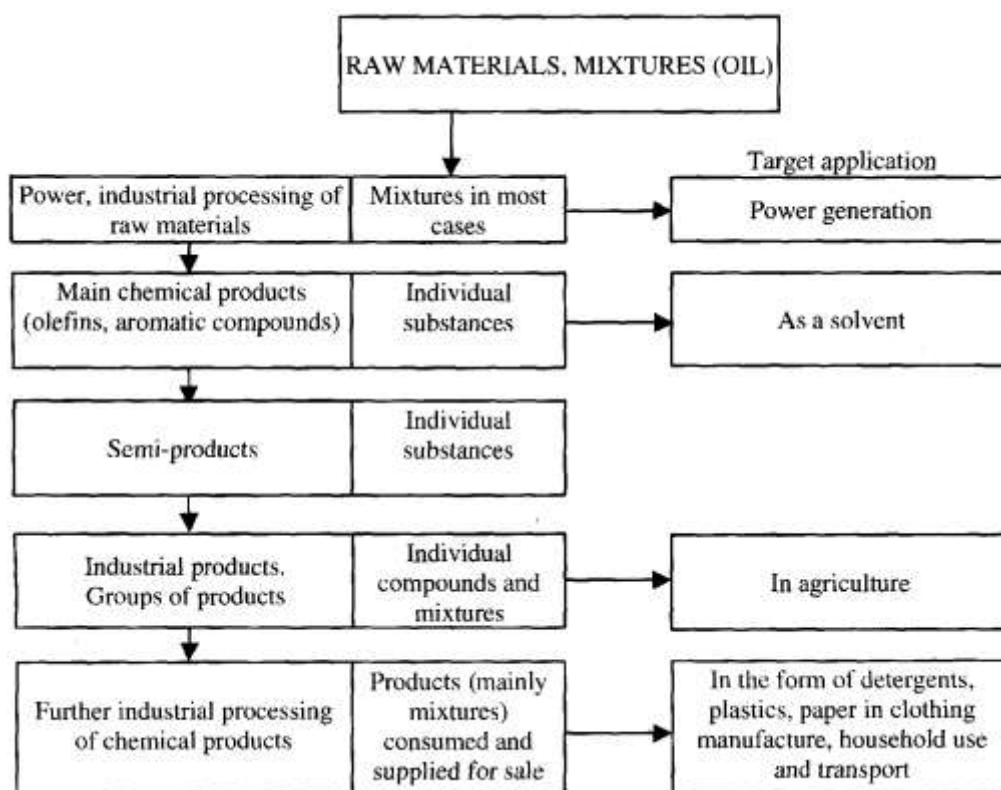 RAW MATERIALS, MIXTURES (OIL)
Target application
Power, industrial processing of
raw materials
Mixtures in most
cases
Power generation
Main chemical products
(olefins, aromatic compounds)
Individual
substances
As a solvent
Semi-products
Individual
substances
Industrial products.
Groups of products
Individual
compounds and
mixtures
In agriculture
Further industrial processing
of chemical products
Products (mainly
mixtures)
consumed and
supplied for sale
In the form of detergents,
plastics, paper in clothing
manufacture, household use
and transport